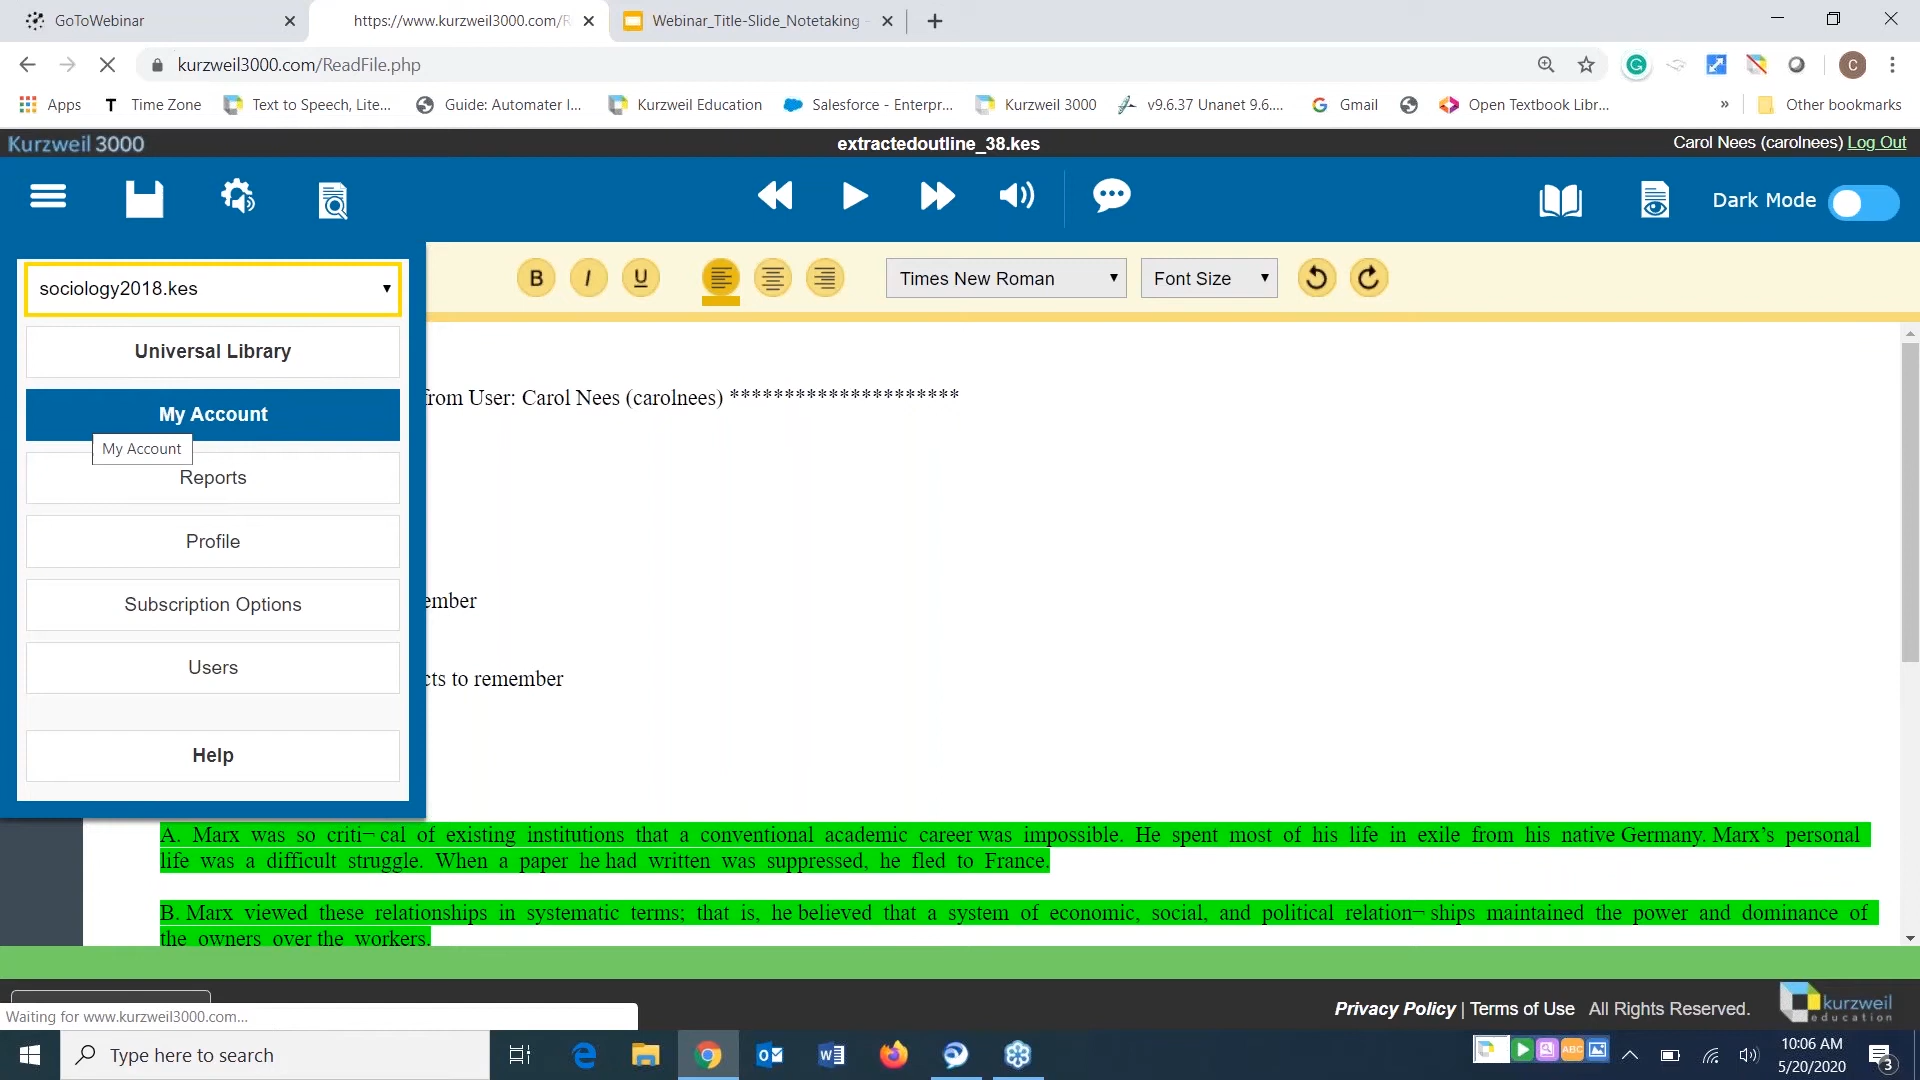 GoToWebinar
https://www.kurzweil3000.com/R
Webinar_Title-Slide_Notetaking
kurzweil3000.com/ReadFile.php
C
Apps
T Time Zone
Text to Speech, Lite...
Guide: Automater I...
Kurzweil Education
Salesforce - Enterpr...
Kurzweil 3000
v9.6.37 Unanet 9.6....
Gmail
Open Textbook Libr...
»
Other bookmarks
Kurzweil 3000
extractedoutline_38.kes
Carol Nees (carolnees) Log Out
Dark Mode
sociology2018.kes
B I U
Times New Roman
Font Size
Universal Library
My Account
My Account
Reports
Profile
Subscription Options
Users
Help
from User: Carol Nees (carolnees) *********************
ember
cts to remember
A. Marx was so criti¬ cal of existing institutions that a conventional academic career was impossible. He spent most of his life in exile from his native Germany. Marx's personal
life was a difficult struggle. When a paper he had written was suppressed, he fled to France.
B. Marx viewed these relationships in systematic terms; that is, he believed that a system of economic, social, and political relation¬ ships maintained the power and dominance of
the owners over the workers.
Privacy Policy | Terms of Use All Rights Reserved.
kurzweil
education
Waiting for www.kurzweil3000.com...
Type here to search
ABC
10:06 AM
5/20/2020
3